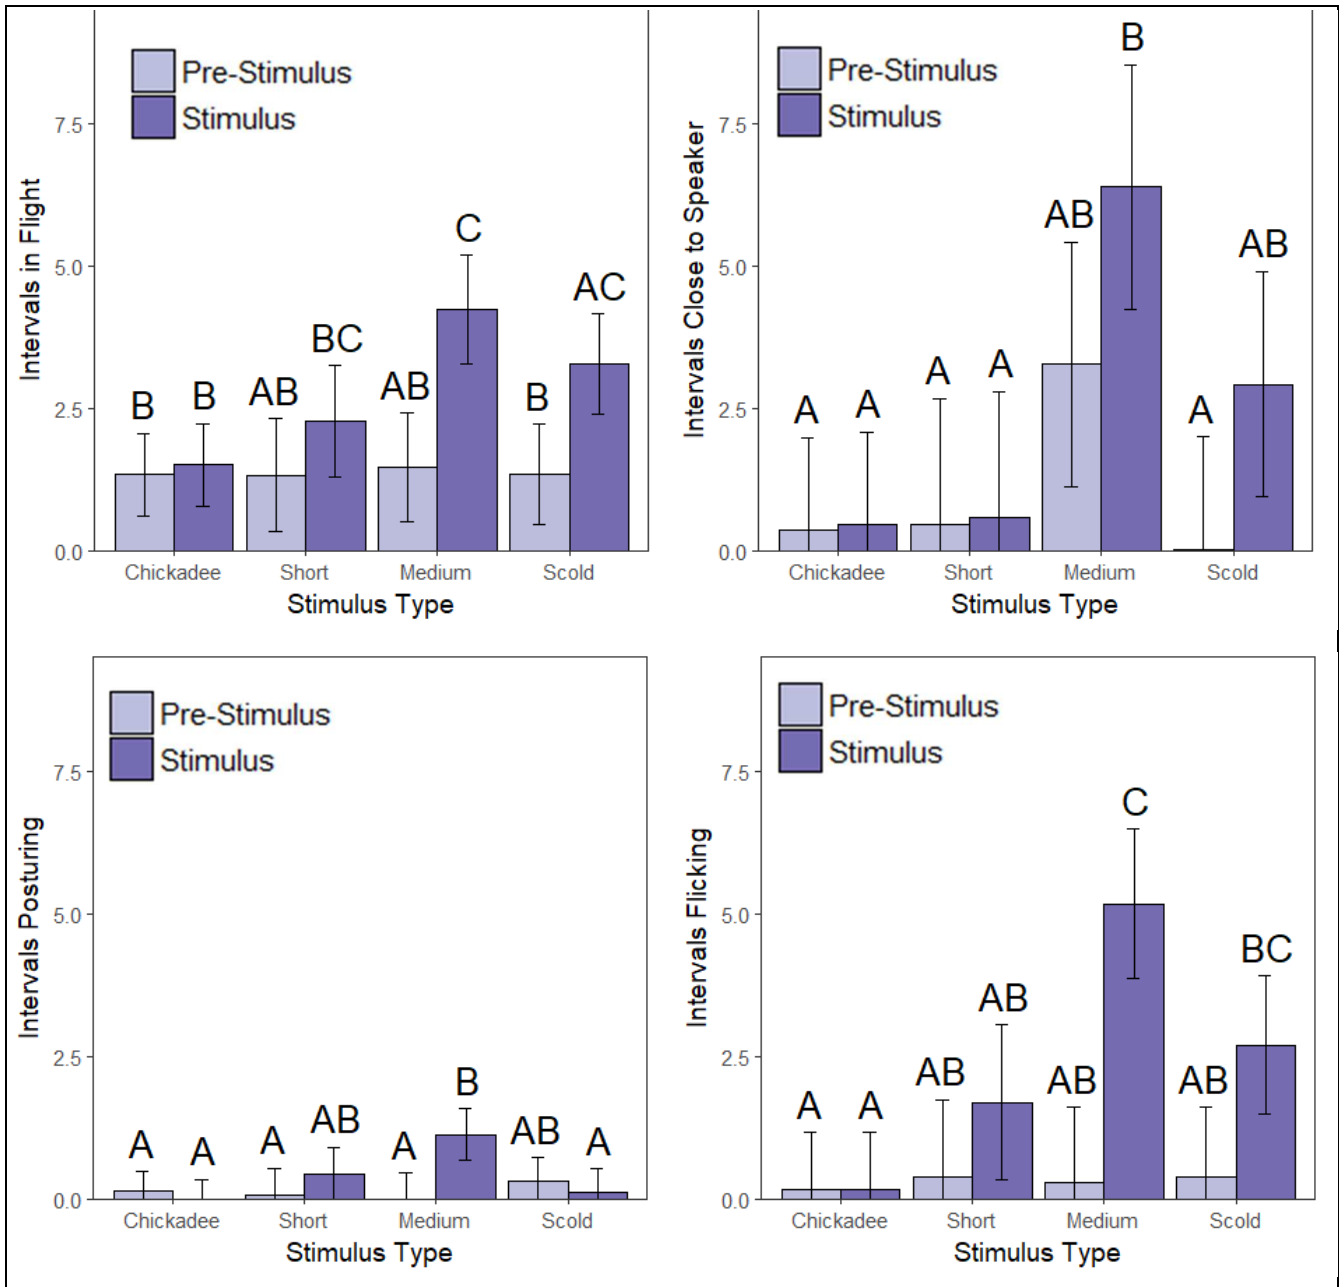 Pre-Stimulus
Stimulus
Intervals in Flight
7.5
5.0
2.5
0.0
B
B
AB
BC
AB
C
B
AC
Chickadee Short Medium Scold
Stimulus Type
Pre-Stimulus
Stimulus
Intervals Close to Speaker
7.5
5.0
2.5
0.0
A
A
A
A
AB
B
A
AB
Chickadee Short Medium Scold
Stimulus Type
Pre-Stimulus
Stimulus
Intervals Posturing
7.5
5.0
2.5
0.0
A
A
A
AB
A
B
AB
A
Chickadee Short Medium Scold
Stimulus Type
Pre-Stimulus
Stimulus
Intervals Flicking
7.5
5.0
2.5
0.0
A
A
AB
AB
AB
C
AB
BC
Chickadee Short Medium Scold
Stimulus Type